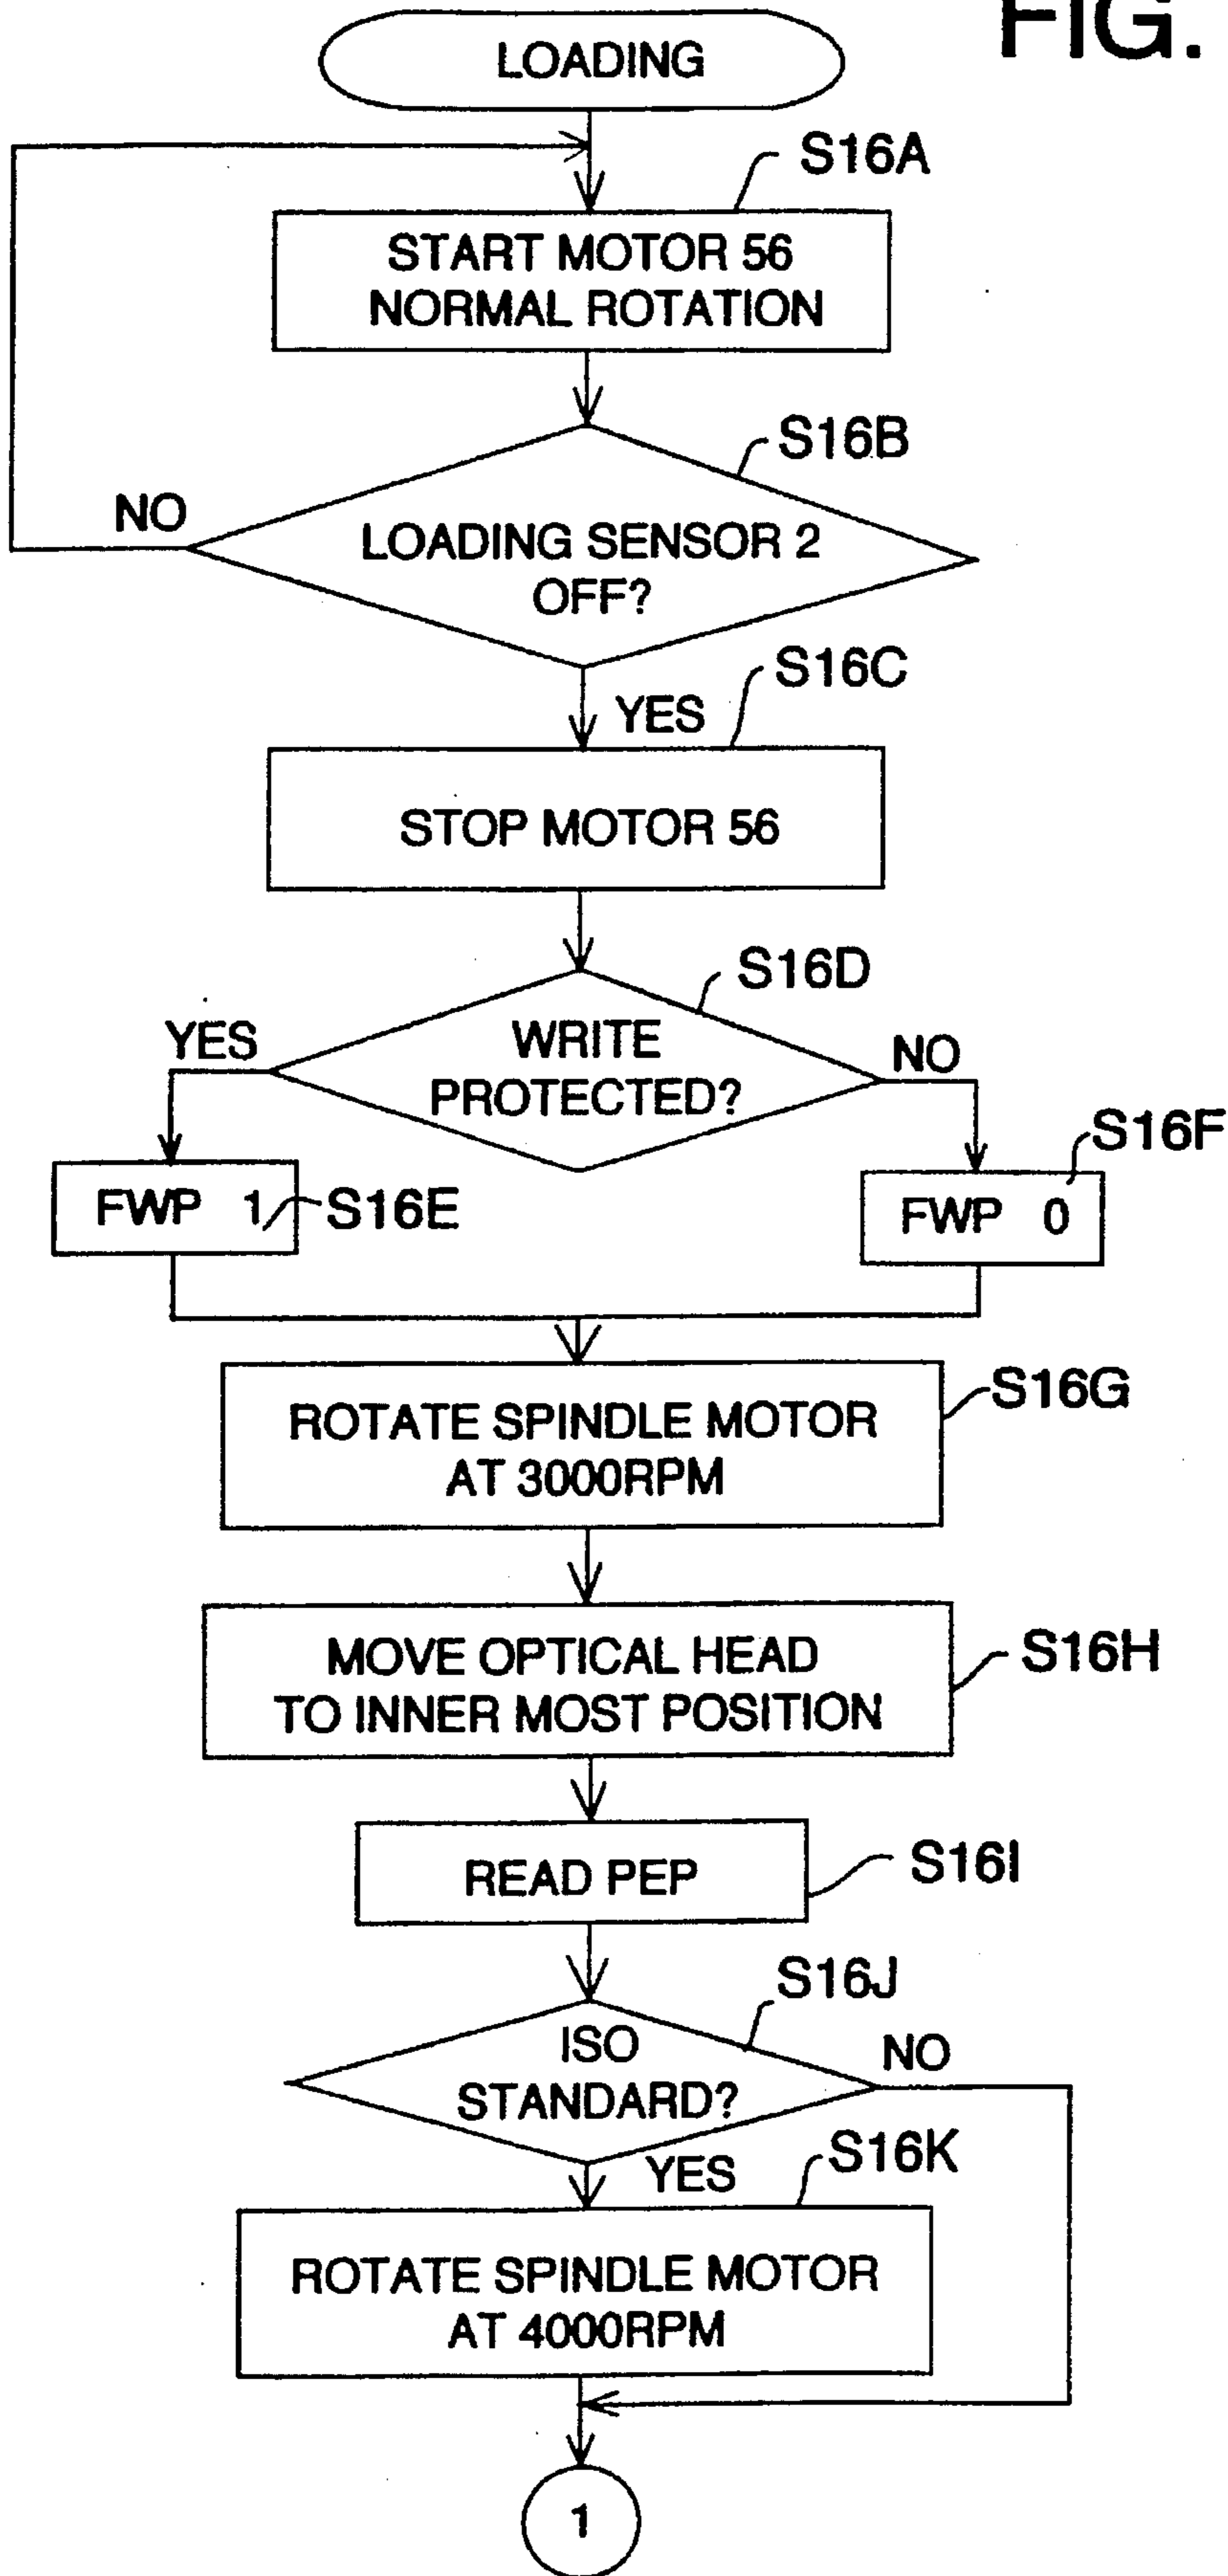 FIG.
LOADING
S16A
START MOTOR 56
NORMAL ROTATION
S16B
NO
LOADING SENSOR 2
OFF?
S16C
YES
STOP MOTOR 56
S16D
YES
WRITE
PROTECTED?
NO
S16F
FWP 1
S16E
FWP 0
S16G
ROTATE SPINDLE MOTOR
AT 3000RPM
S16H
MOVE OPTICAL HEAD
TO INNER MOST POSITION
READ PEP
S16I
S16J
ISO
STANDARD?
NO
YES
S16K
ROTATE SPINDLE MOTOR
AT 4000RPM
1